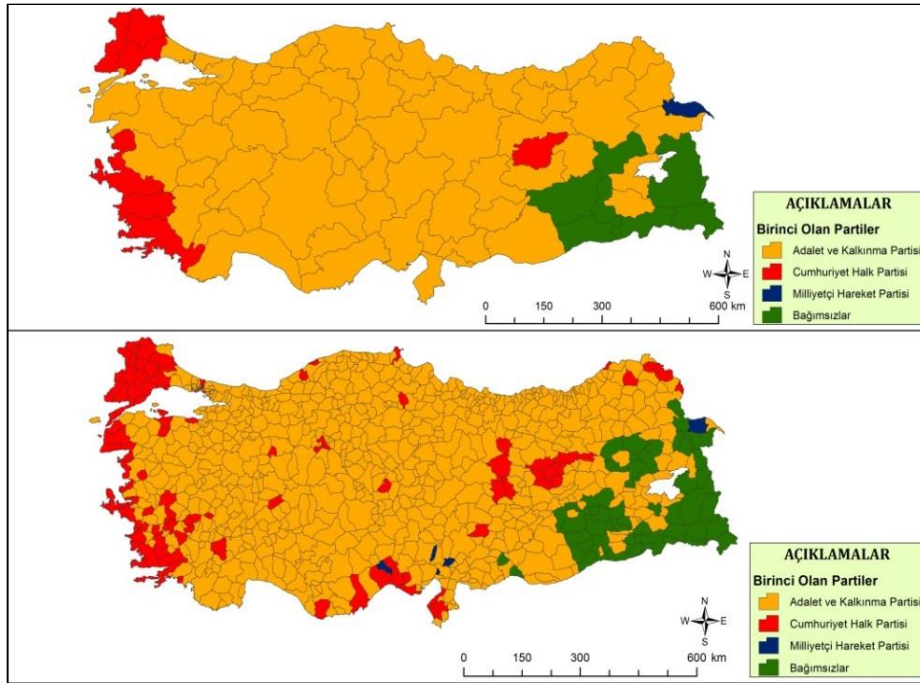 AÇIKLAMALAR
Birinci Olan Partiler
Adalet ve Kalkınma Partisi
Cumhuriyet Halk Partisi
Milliyetçi Hareket Partisi
Bağımsızlar
N
W E
S
0 150 300 600 km
AÇIKLAMALAR
Birinci Olan Partiler
Adalet ve Kalkınma Partisi
Cumhuriyet Halk Partisi
Milliyetçi Hareket Partisi
Bağımsızlar
N
W E
S
0 150 300 600 km